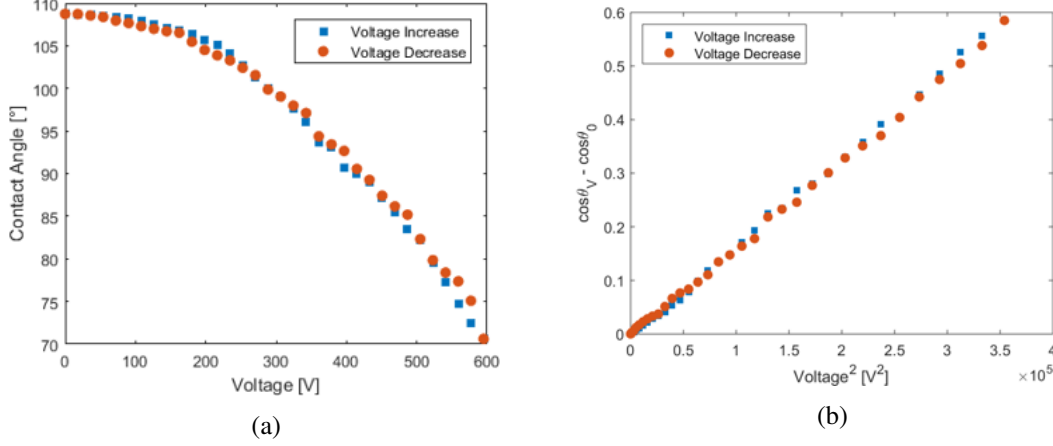 110
105
100
95
90
85
80
75
70
Contact Angle [°]
Voltage Increase
Voltage Decrease
0 100 200 300 400 500 600
Voltage [V]
(a)
0.6
0.5
0.4
0.3
0.2
0.1
0
cosθ_V - cosθ_0
Voltage Increase
Voltage Decrease
0 0.5 1 1.5 2 2.5 3 3.5 4
Voltage² [V²]
×10⁵
(b)